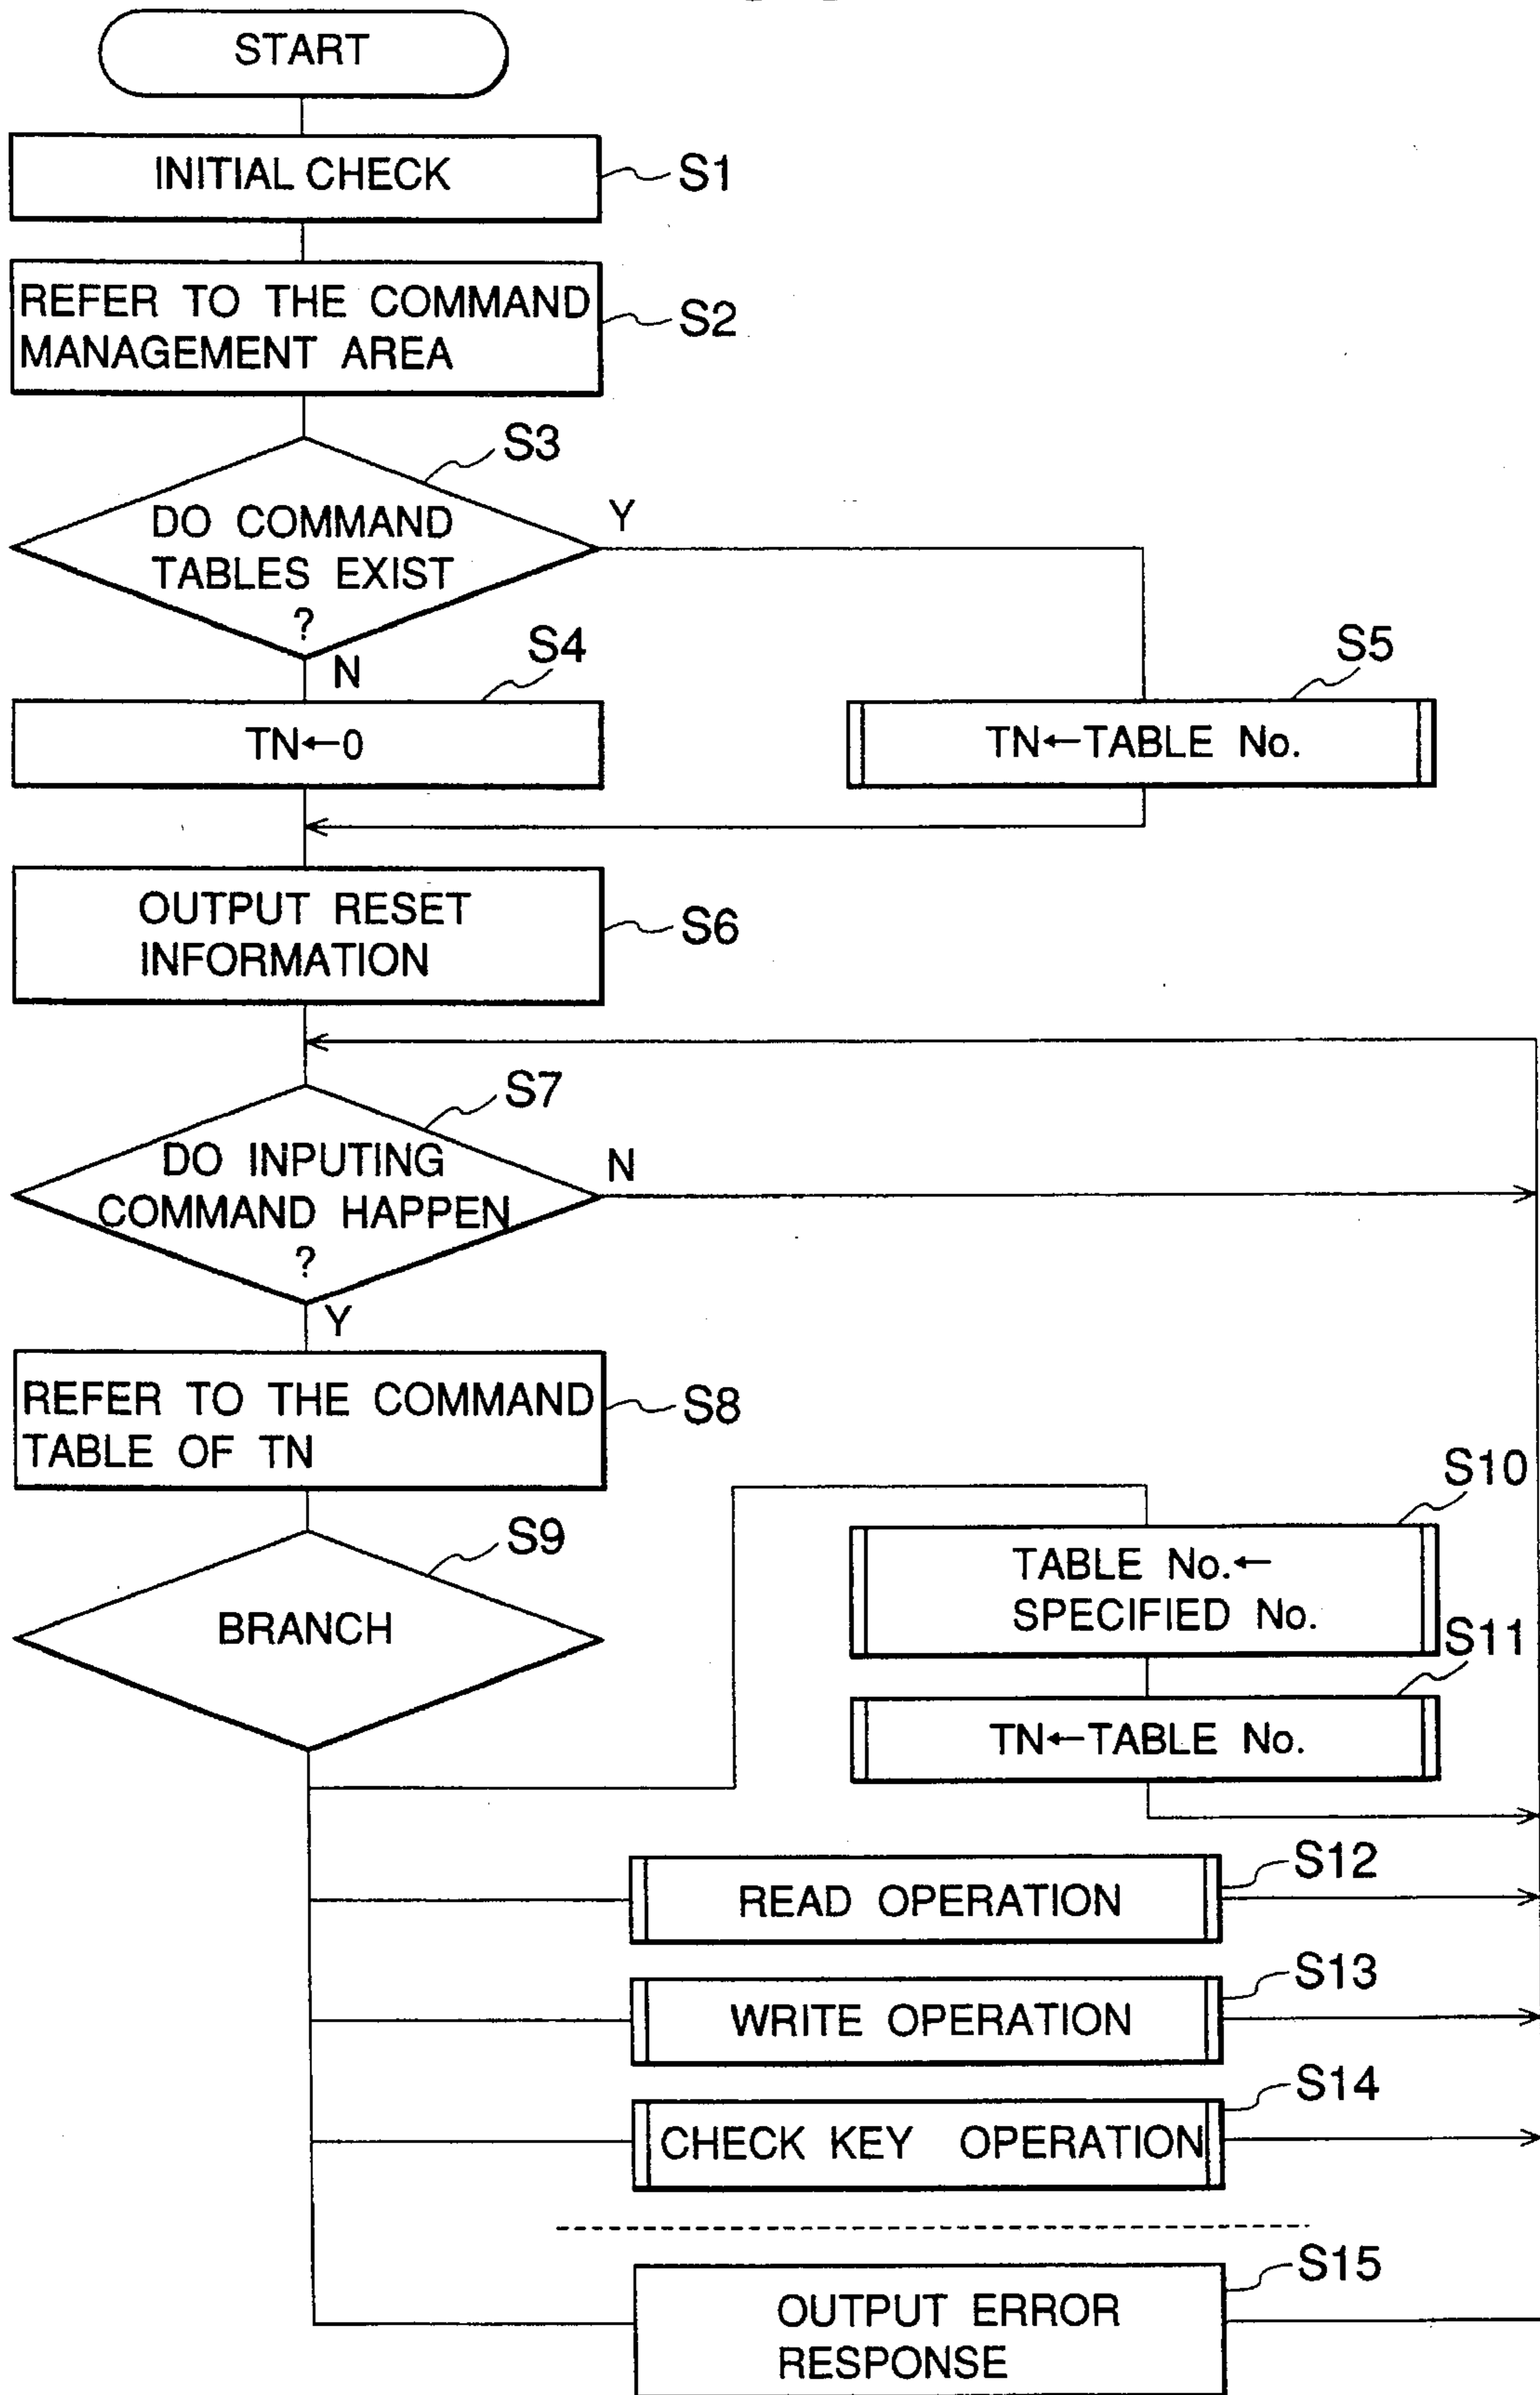 START
INITIAL CHECK
S1
REFER TO THE COMMAND
MANAGEMENT AREA
S2
S3
DO COMMAND
TABLES EXIST
?
Y
N
S4
TN←0
S5
TN←TABLE No.
OUTPUT RESET
INFORMATION
S6
S7
DO INPUTING
COMMAND HAPPEN
?
N
Y
REFER TO THE COMMAND
TABLE OF TN
S8
S9
BRANCH
S10
TABLE No.←
SPECIFIED No.
S11
TN←TABLE No.
READ OPERATION
S12
WRITE OPERATION
S13
CHECK KEY OPERATION
S14
OUTPUT ERROR
RESPONSE
S15